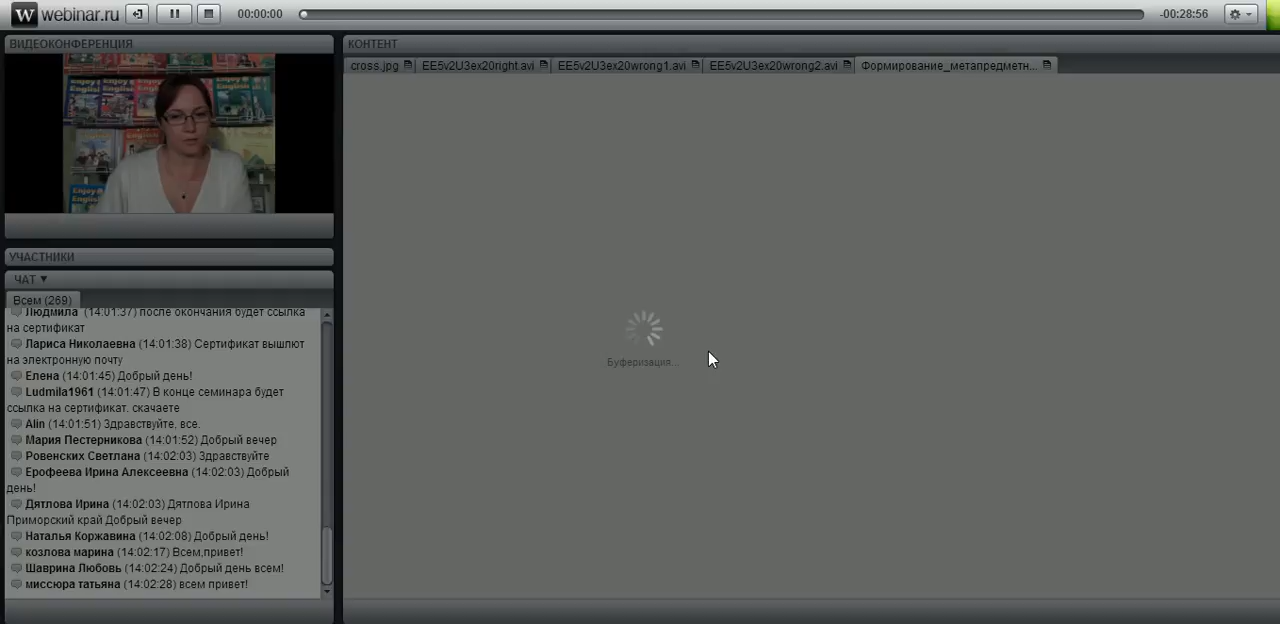 W webinar.ru
00:00:00
-00:28:56
ВИДЕОКОНФЕРЕНЦИЯ
Enjoy English
Enjoy English
УЧАСТНИКИ
ЧАТ ▼
Всем (269)
Людмила (14:01:37) после окончания будет ссылка
на сертификат
Лариса Николаевна (14:01:38) Сертификат вышлют
на электронную почту
Елена (14:01:45) Добрый день!
Ludmila1961 (14:01:47) В конце семинара будет
ссылка на сертификат. скачаете
Alin (14:01:51) Здравствуйте, все.
Мария Пестерникова (14:01:52) Добрый вечер
Ровенских Светлана (14:02:03) Здравствуйте
Ерофеева Ирина Алексеевна (14:02:03) Добрый
день!
Дятлова Ирина (14:02:03) Дятлова Ирина
Приморский край Добрый вечер
Наталья Коржавина (14:02:08) Добрый день!
козлова марина (14:02:17) Всем,привет!
Шаврина Любовь (14:02:24) Добрый день всем!
миссюра татьяна (14:02:28) всем привет!
КОНТЕНТ
cross.jpg EE5v2U3ex20right.avi EE5v2U3ex20wrong1.avi EE5v2U3ex20wrong2.avi Формирование_метапредметн...
Буферизация...